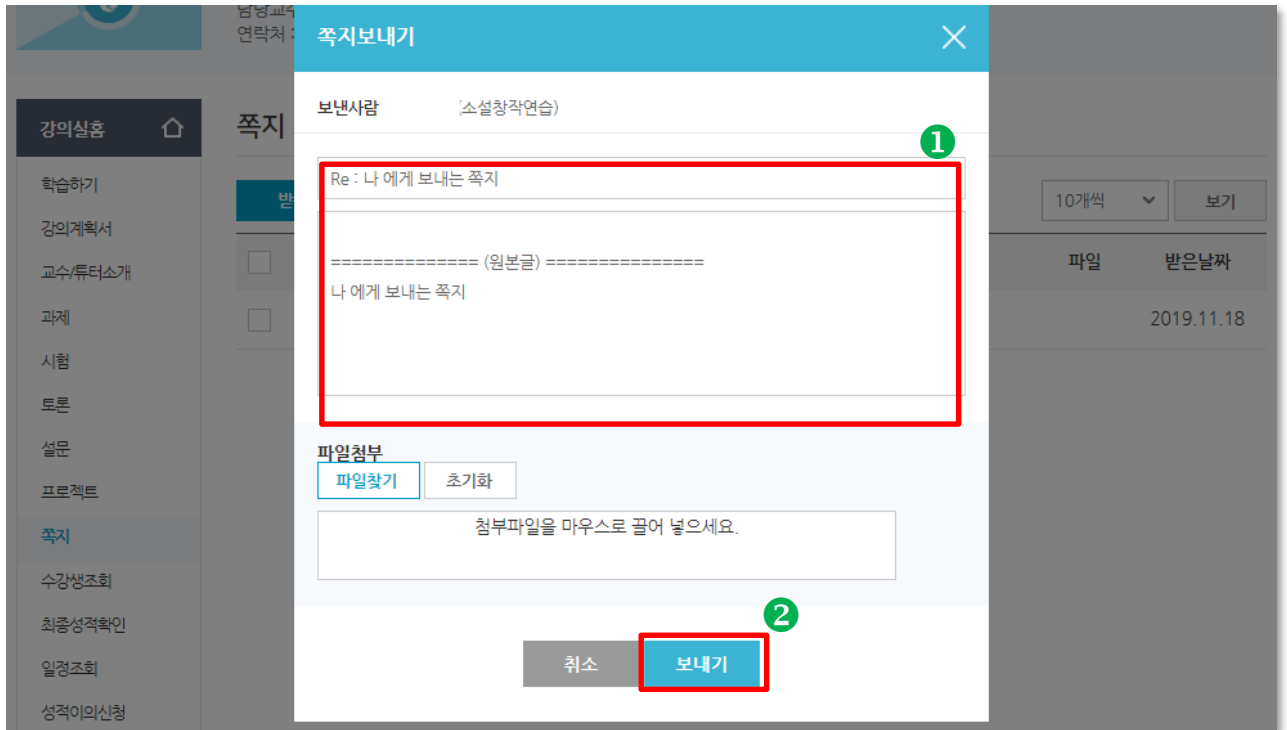 담당교수
연락처 :
쪽지보내기
보낸사람 (소설창작연습)
강의실홈
쪽지
1
Re : 나 에게 보내는 쪽지
학습하기
받
10개씩 보기
강의계획서
============== (원본글) ===============
파일 받은날짜
교수/튜터소개
나 에게 보내는 쪽지
과제
2019.11.18
시험
토론
설문
파일첨부
파일찾기 초기화
프로젝트
첨부파일을 마우스로 끌어 넣으세요.
쪽지
수강생조회
2
최종성적확인
취소 보내기
일정조회
성적이의신청